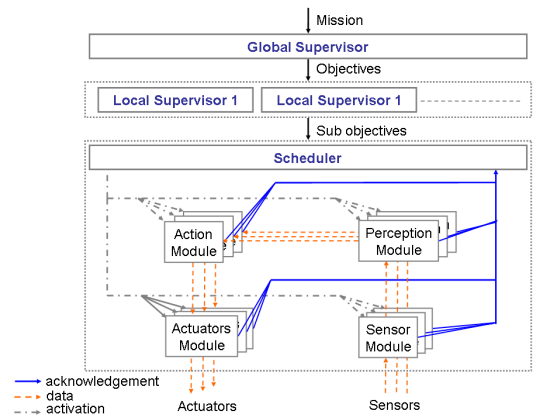 Mission
Global Supervisor
Objectives
Local Supervisor 1
Local Supervisor 1
Sub objectives
Scheduler
Action
Module
Perception
Module
Actuators
Module
Sensor
Module
acknowledgement
data
activation
Actuators
Sensors